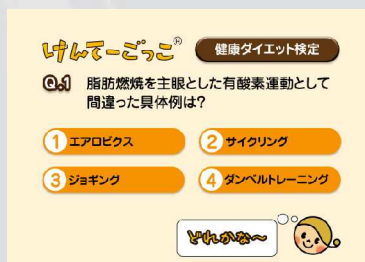 けんてーごっこ®
健康ダイエット検定
Q.1 脂肪燃焼を主眼とした有酸素運動として
間違った具体例は?
1 エアロビクス
2 サイクリング
3 ジョギング
4 ダンベルトレーニング
どれかな〜